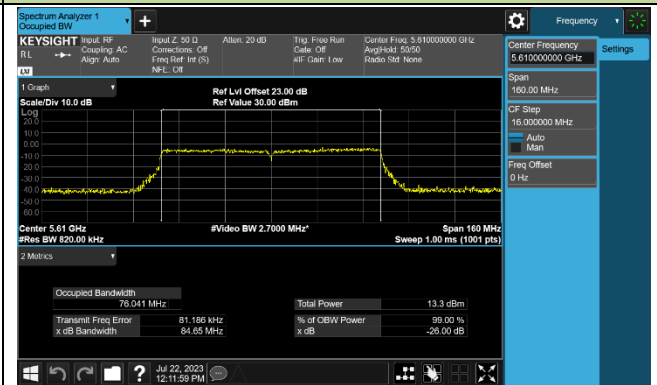 Spectrum Analyzer 1
Occupied BW
Frequency
KEYSIGHT
RL
LXI
Input: RF
Coupling: AC
Align: Auto
Input Z: 50 Ω
Corrections: Off
Freq Ref: Int (S)
NFE: Off
Atten: 20 dB
Trig: Free Run
Gate: Off
#IF Gain: Low
Center Freq: 5.610000000 GHz
Avg|Hold: 50/50
Radio Std: None
Center Frequency
5.610000000 GHz
Settings
Span
160.00 MHz
CF Step
16.000000 MHz
Auto
Man
Freq Offset
0 Hz
1 Graph
Scale/Div 10.0 dB
Ref Lvl Offset 23.00 dB
Ref Value 30.00 dBm
Log
20.0
10.0
0.00
-10.0
-20.0
-30.0
-40.0
-50.0
-60.0
Center 5.61 GHz
#Res BW 820.00 kHz
#Video BW 2.7000 MHz*
Span 160 MHz
Sweep 1.00 ms (1001 pts)
2 Metrics
Occupied Bandwidth
76.041 MHz
Total Power 13.3 dBm
Transmit Freq Error 81.186 kHz
% of OBW Power 99.00 %
x dB Bandwidth 84.65 MHz
x dB -26.00 dB
?
Jul 22, 2023
12:11:59 PM